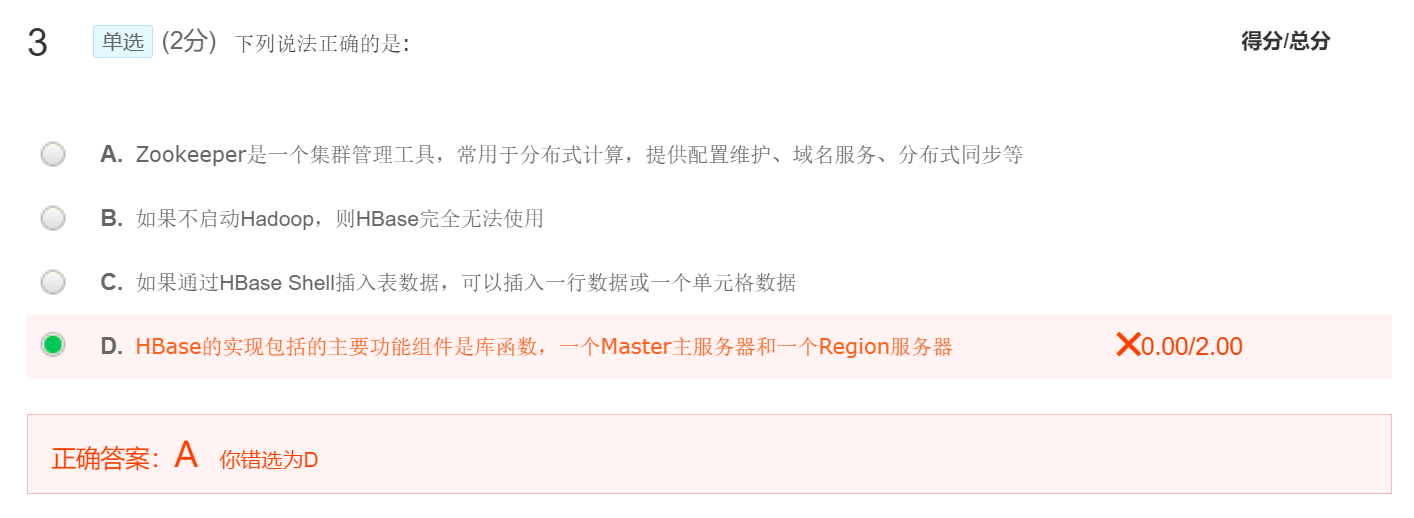 3 单选 (2分) 下列说法正确的是: 得分/总分
A. Zookeeper是一个集群管理工具，常用于分布式计算，提供配置维护、域名服务、分布式同步等
B. 如果不启动Hadoop，则HBase完全无法使用
C. 如果通过HBase Shell插入表数据，可以插入一行数据或一个单元格数据
D. HBase的实现包括的主要功能组件是库函数，一个Master主服务器和一个Region服务器 ×0.00/2.00
正确答案：A 你错选为D